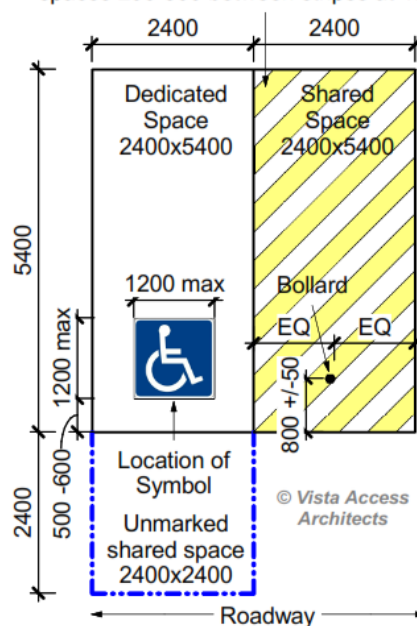 2400
2400
Dedicated
Space
2400x5400
Shared
Space
2400x5400
5400
1200 max
Bollard
EQ
EQ
1200 max
800 +/-50
500 -600
2400
Location of
Symbol
Unmarked
shared space
2400x2400
© Vista Access
Architects
Roadway